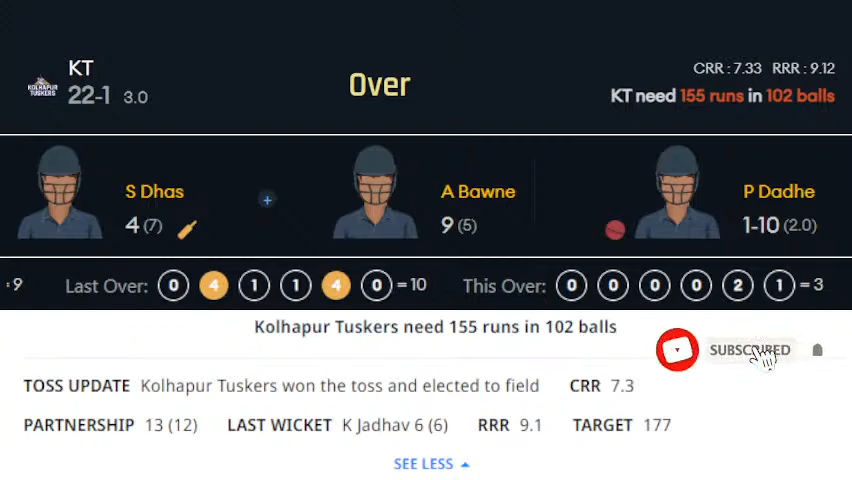 KT
22-1 3.0
KOLHAPUR
TUSKERS
Over
CRR : 7.33 RRR : 9.12
KT need 155 runs in 102 balls
S Dhas
4 (7)
A Bawne
9 (5)
P Dadhe
1-10 (2.0)
: 9 Last Over: 0 4 1 1 4 0 = 10 This Over: 0 0 0 0 2 1 = 3
Kolhapur Tuskers need 155 runs in 102 balls
SUBSCRIBED
TOSS UPDATE Kolhapur Tuskers won the toss and elected to field CRR 7.3
PARTNERSHIP 13 (12) LAST WICKET K Jadhav 6 (6) RRR 9.1 TARGET 177
SEE LESS